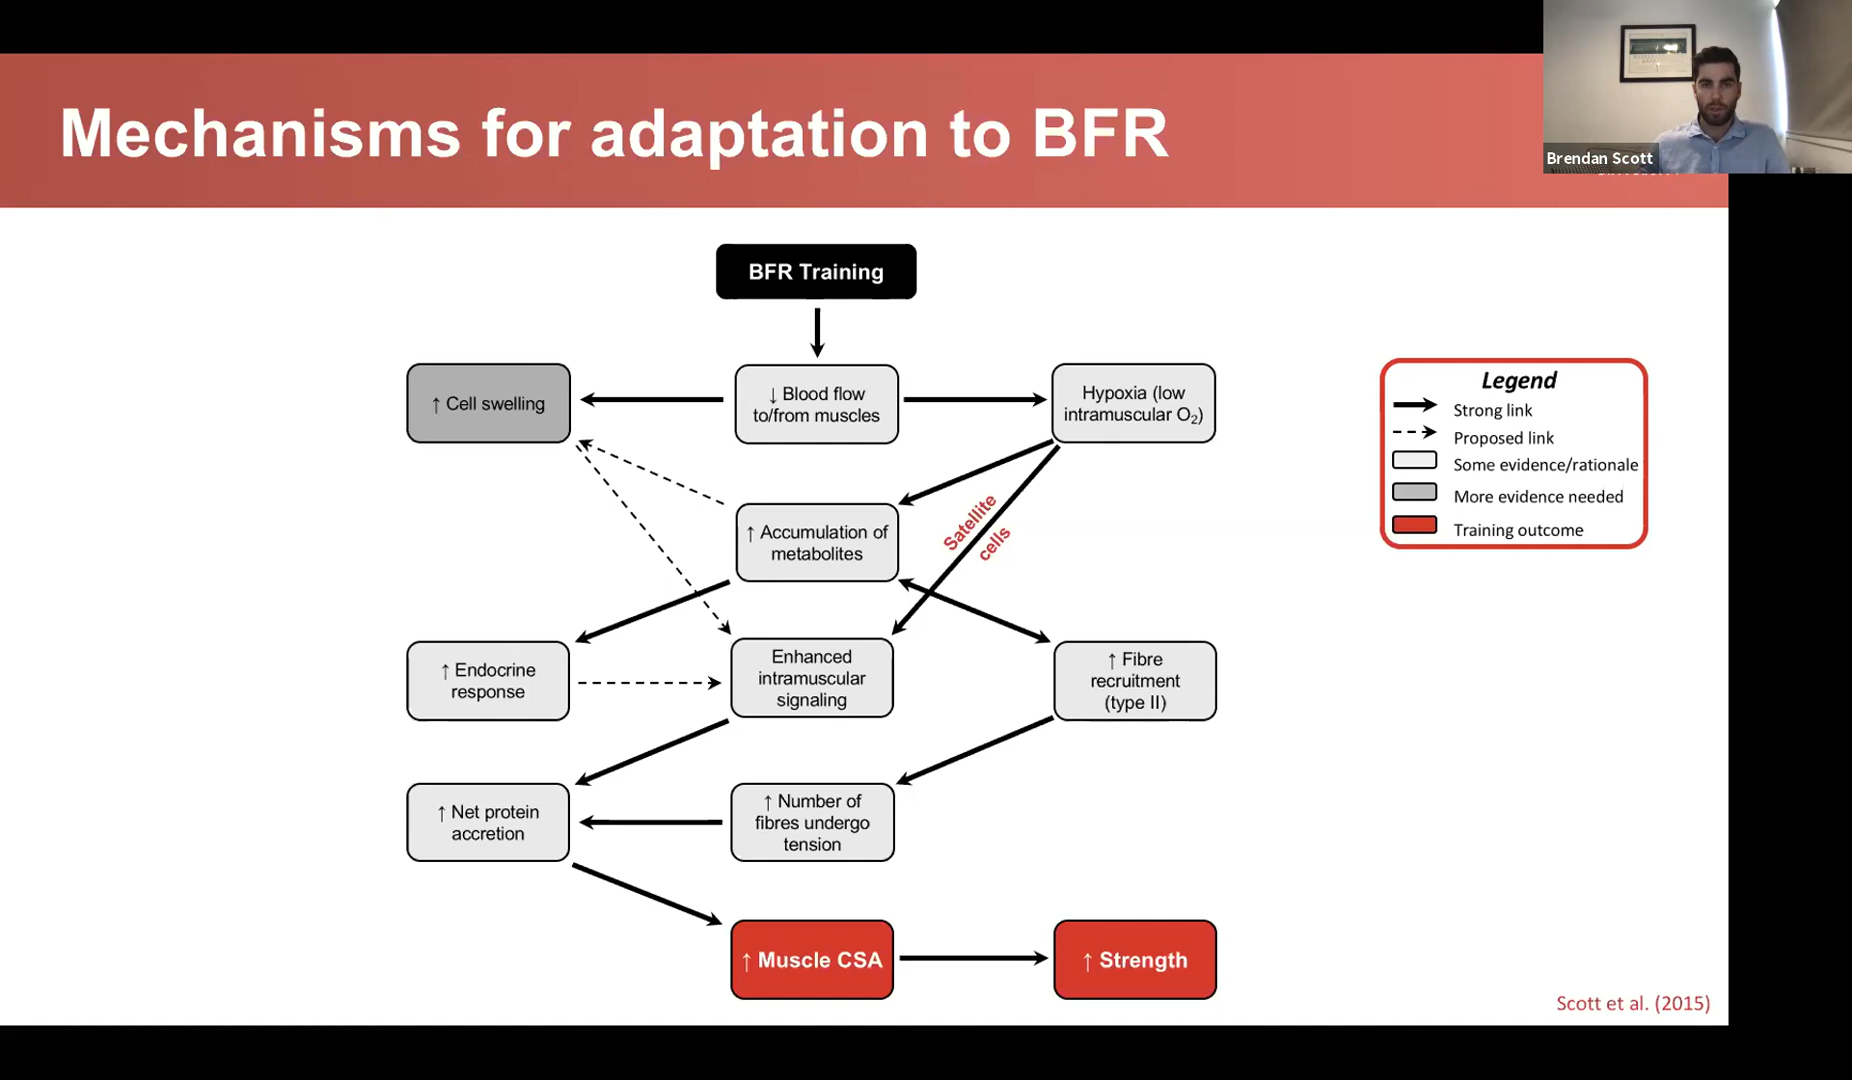 Mechanisms for adaptation to BFR
Brendan Scott
BFR Training
↑ Cell swelling
↓ Blood flow
to/from muscles
Hypoxia (low
intramuscular O₂)
Legend
Strong link
Proposed link
Some evidence/rationale
More evidence needed
Training outcome
↑ Accumulation of
metabolites
Satellite
cells
↑ Endocrine
response
Enhanced
intramuscular
signaling
↑ Fibre
recruitment
(type II)
↑ Net protein
accretion
↑ Number of
fibres undergo
tension
↑ Muscle CSA
↑ Strength
Scott et al. (2015)